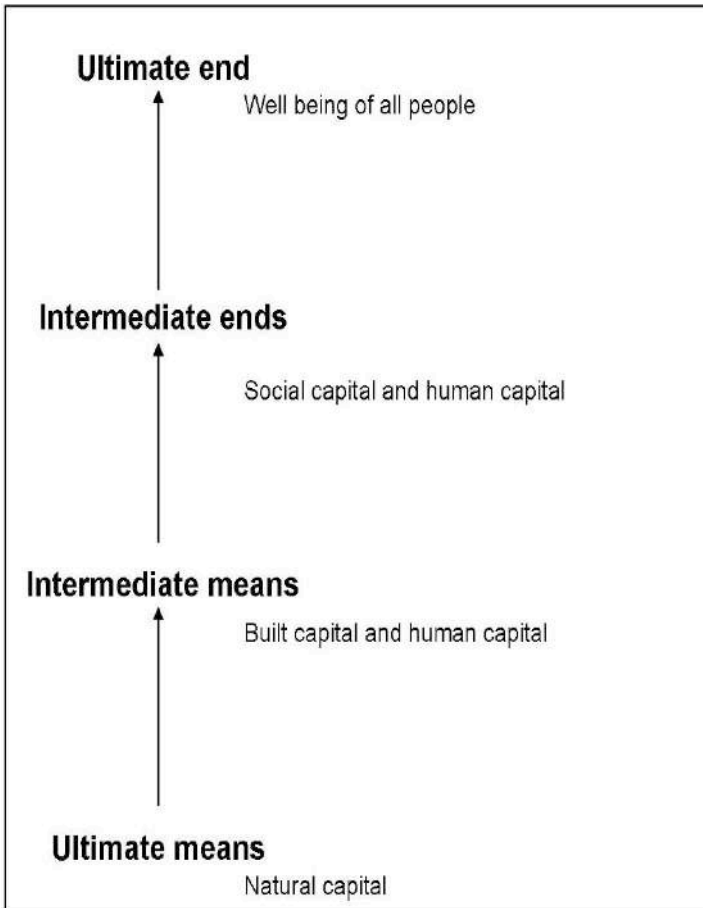 Ultimate end
Well being of all people
Intermediate ends
Social capital and human capital
Intermediate means
Built capital and human capital
Ultimate means
Natural capital